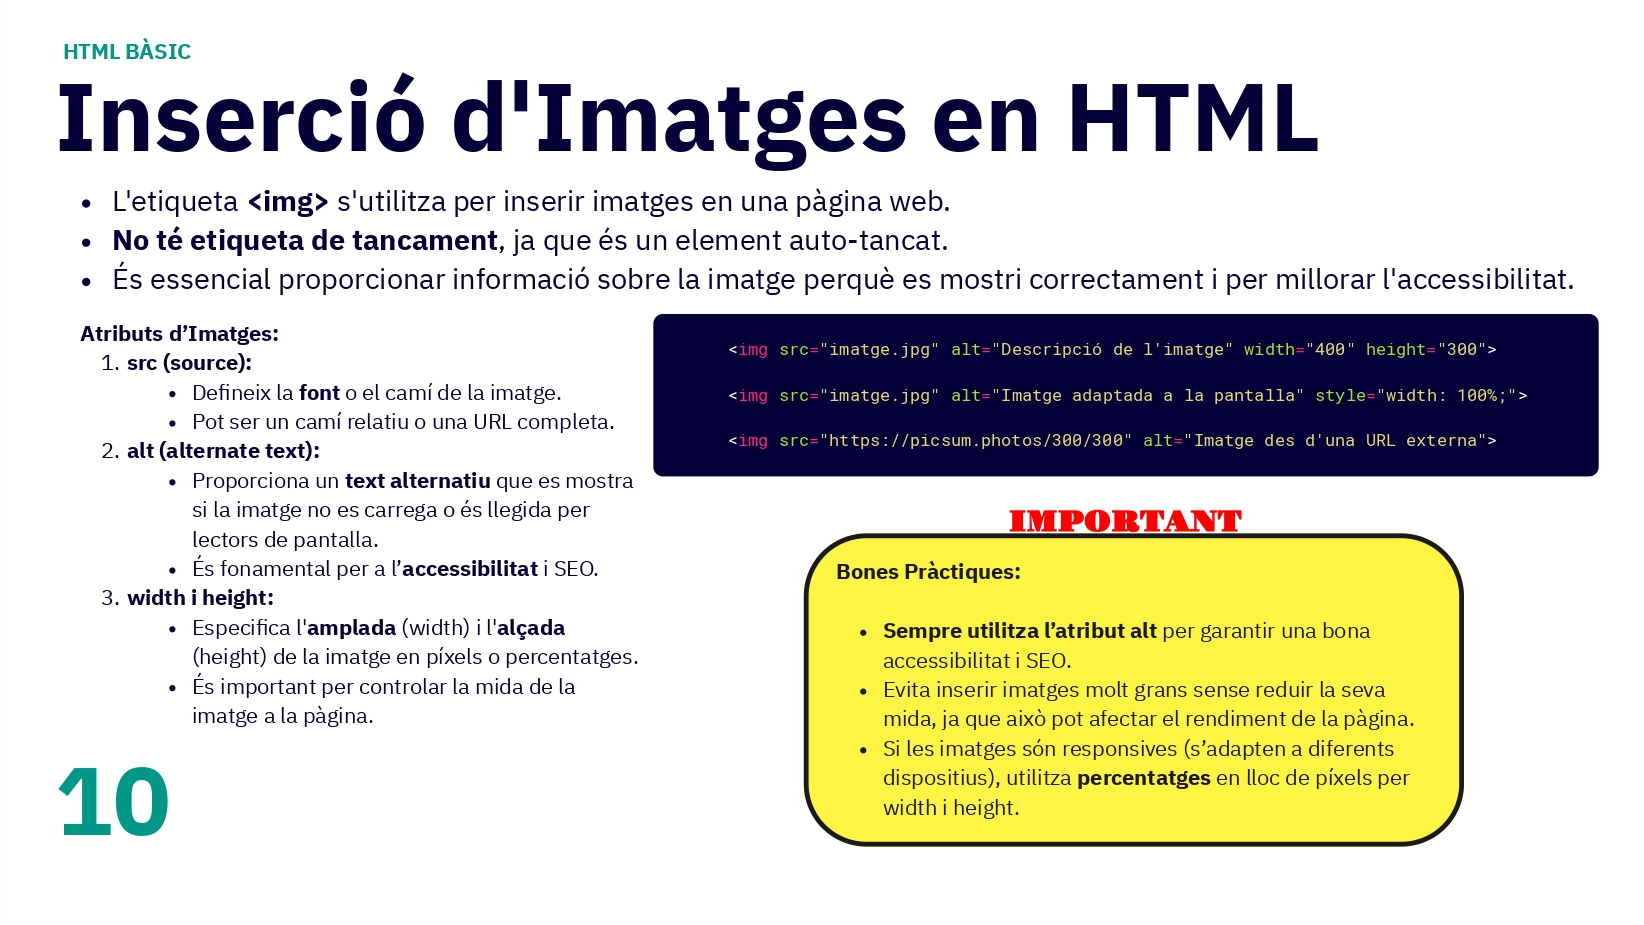 HTML BÀSIC
Inserció d'Imatges en HTML
• L'etiqueta <img> s'utilitza per inserir imatges en una pàgina web.
• No té etiqueta de tancament, ja que és un element auto-tancat.
• És essencial proporcionar informació sobre la imatge perquè es mostri correctament i per millorar l'accessibilitat.
Atributs d’Imatges:
1. src (source):
• Defineix la font o el camí de la imatge.
• Pot ser un camí relatiu o una URL completa.
2. alt (alternate text):
• Proporciona un text alternatiu que es mostra
si la imatge no es carrega o és llegida per
lectors de pantalla.
• És fonamental per a l’accessibilitat i SEO.
3. width i height:
• Especifica l'amplada (width) i l'alçada
(height) de la imatge en píxels o percentatges.
• És important per controlar la mida de la
imatge a la pàgina.
10
<img src="imatge.jpg" alt="Descripció de l'imatge" width="400" height="300">
<img src="imatge.jpg" alt="Imatge adaptada a la pantalla" style="width: 100%;">
<img src="https://picsum.photos/300/300" alt="Imatge des d'una URL externa">
IMPORTANT
Bones Pràctiques:
• Sempre utilitza l’atribut alt per garantir una bona
accessibilitat i SEO.
• Evita inserir imatges molt grans sense reduir la seva
mida, ja que això pot afectar el rendiment de la pàgina.
• Si les imatges són responsives (s’adapten a diferents
dispositius), utilitza percentatges en lloc de píxels per
width i height.